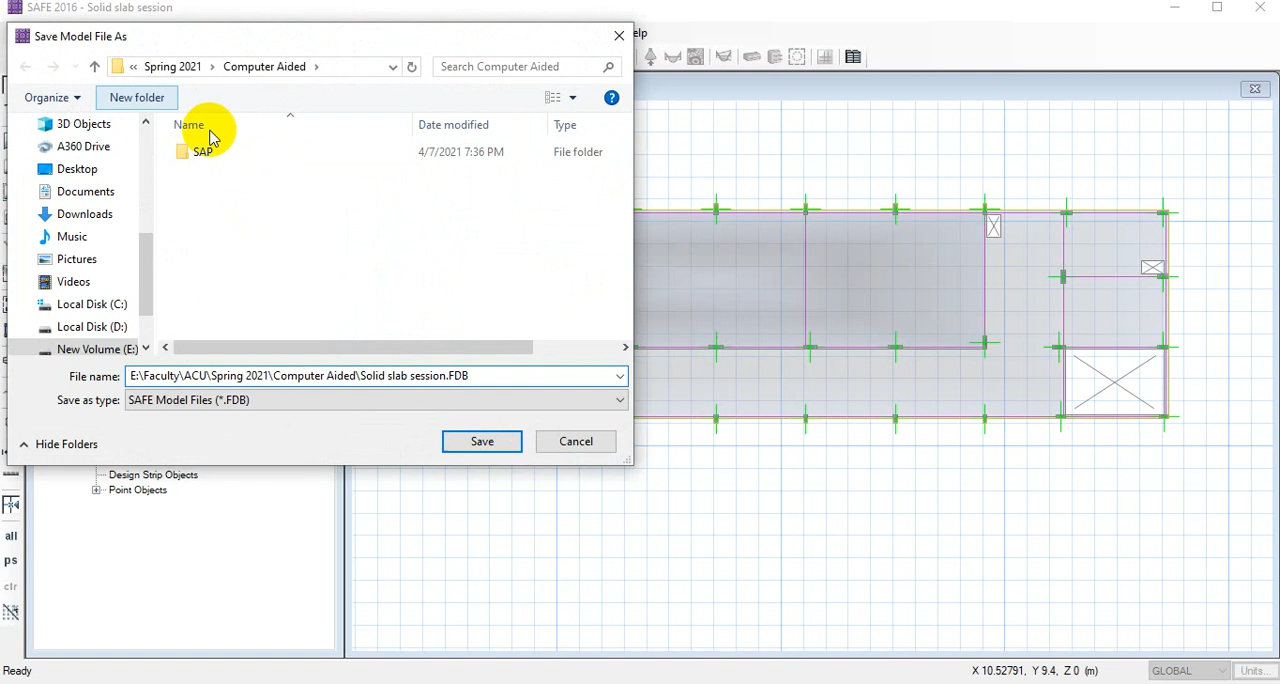 SAFE 2016 - Solid slab session
Save Model File As
elp
« Spring 2021 › Computer Aided ›
Search Computer Aided
Organize
New folder
3D Objects
A360 Drive
Desktop
Documents
Downloads
Music
Pictures
Videos
Local Disk (C:)
Local Disk (D:)
New Volume (E:)
Name Date modified Type
SAP 4/7/2021 7:36 PM File folder
File name: E:\Faculty\ACU\Spring 2021\Computer Aided\Solid slab session.FDB
Save as type: SAFE Model Files (*.FDB)
Hide Folders
Save
Cancel
Design Strip Objects
Point Objects
all
ps
clr
Ready
X 10.52791, Y 9.4, Z 0 (m)
GLOBAL
Units...